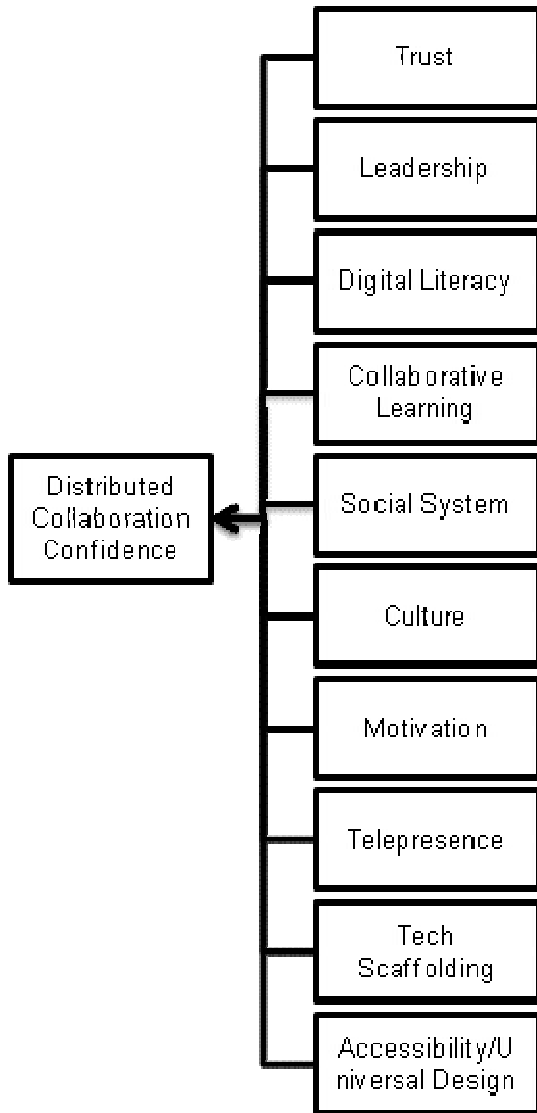 Trust
Leadership
Digital Literacy
Collaborative
Learning
Distributed
Collaboration
Confidence
Social System
Culture
Motivation
Telepresence
Tech
Scaffolding
Accessibility/U
niversal Design